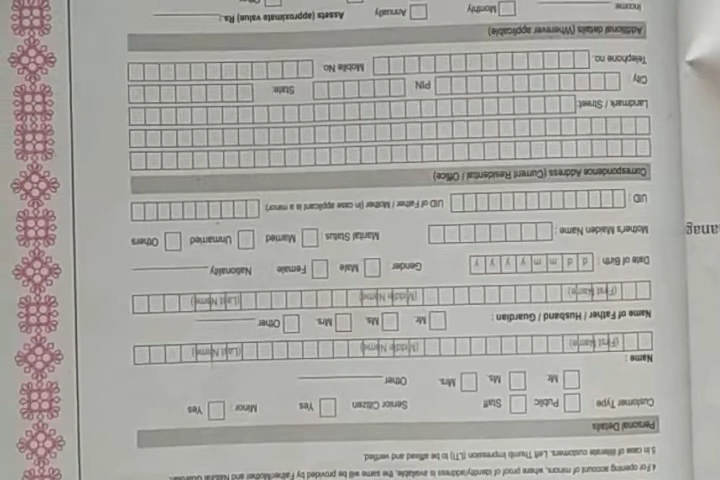 4 For opening account of minors, where proof of identity/address is available, the same will be provided by Father/Mother and Natural Guardian.
5 In case of illiterate customers, Left Thumb Impression (LTI) to be affixed and verified
Personal Details
Customer Type Public Staff Senior Citizen Yes Minor : Yes
Mr. Ms. Mrs. Other
Name :
(First Name) (Middle Name) (Last Name)
Name of Father / Husband / Guardian : Mr. Ms. Mrs. Other
(First Name) (Middle Name) (Last Name)
Date of Birth : d d m m y y y y Gender: Male Female Nationality
Mother's Maiden Name : Marital Status Married Unmarried Others
UID : UID of Father / Mother (in case applicant is a minor)
Correspondence Address (Current Residential / Office)
Landmark / Street:
City : PIN State:
Telephone no.: Mobile No.
Additional details (Wherever applicable)
Income Monthly Annually Assets (approximate value) Rs :